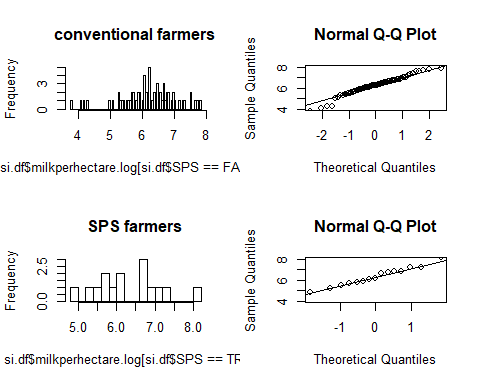 conventional farmers
Frequency
0
3
4
5
6
7
8
si.df$milkperhectare.log[si.df$SPS == FA
Normal Q-Q Plot
Sample Quantiles
4
6
8
-2
-1
0
1
2
Theoretical Quantiles
SPS farmers
Frequency
0.0
2.5
5.0
6.0
7.0
8.0
si.df$milkperhectare.log[si.df$SPS == TR
Normal Q-Q Plot
Sample Quantiles
4
6
8
-1
0
1
Theoretical Quantiles